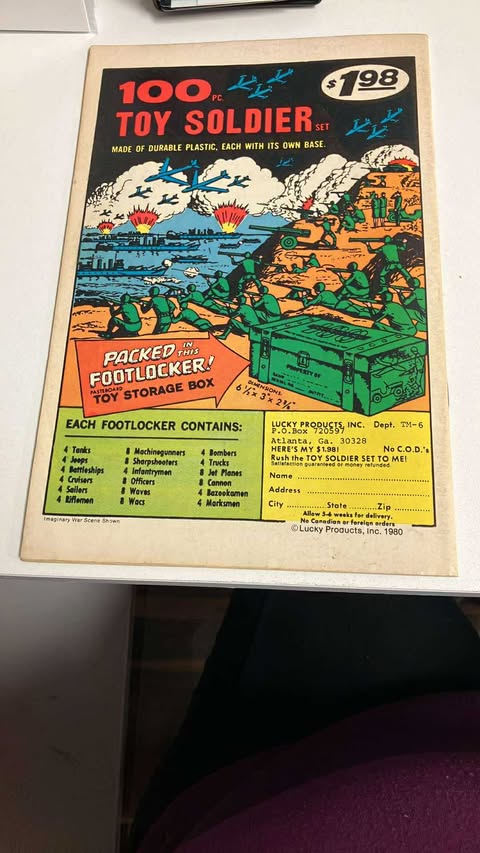 $1.98
100 PC.
TOY SOLDIER SET
MADE OF DURABLE PLASTIC, EACH WITH ITS OWN BASE.
PACKED IN THIS
FOOTLOCKER!
PASTEBOARD
TOY STORAGE BOX
DIMENSIONS
6 ½ x 3" x 2 ⅜"
PROPERTY OF
EACH FOOTLOCKER CONTAINS:
4 Tanks
4 Jeeps
4 Battleships
4 Cruisers
4 Sailors
4 Riflemen
8 Machinegunners
8 Sharpshooters
4 Infantrymen
8 Officers
8 Waves
8 Wacs
4 Bombers
4 Trucks
8 Jet Planes
8 Cannon
4 Bazookamen
4 Marksmen
LUCKY PRODUCTS, INC. Dept. TM-6
P.O.Box 720597
Atlanta, Ga. 30328
HERE'S MY $1.98! No C.O.D.'s
Rush the TOY SOLDIER SET TO ME!
Satisfaction guaranteed or money refunded.
Name
Address
City State Zip
Allow 5-6 weeks for delivery.
No Canadian or foreign orders
Imaginary War Scene Shown
© Lucky Products, Inc. 1980